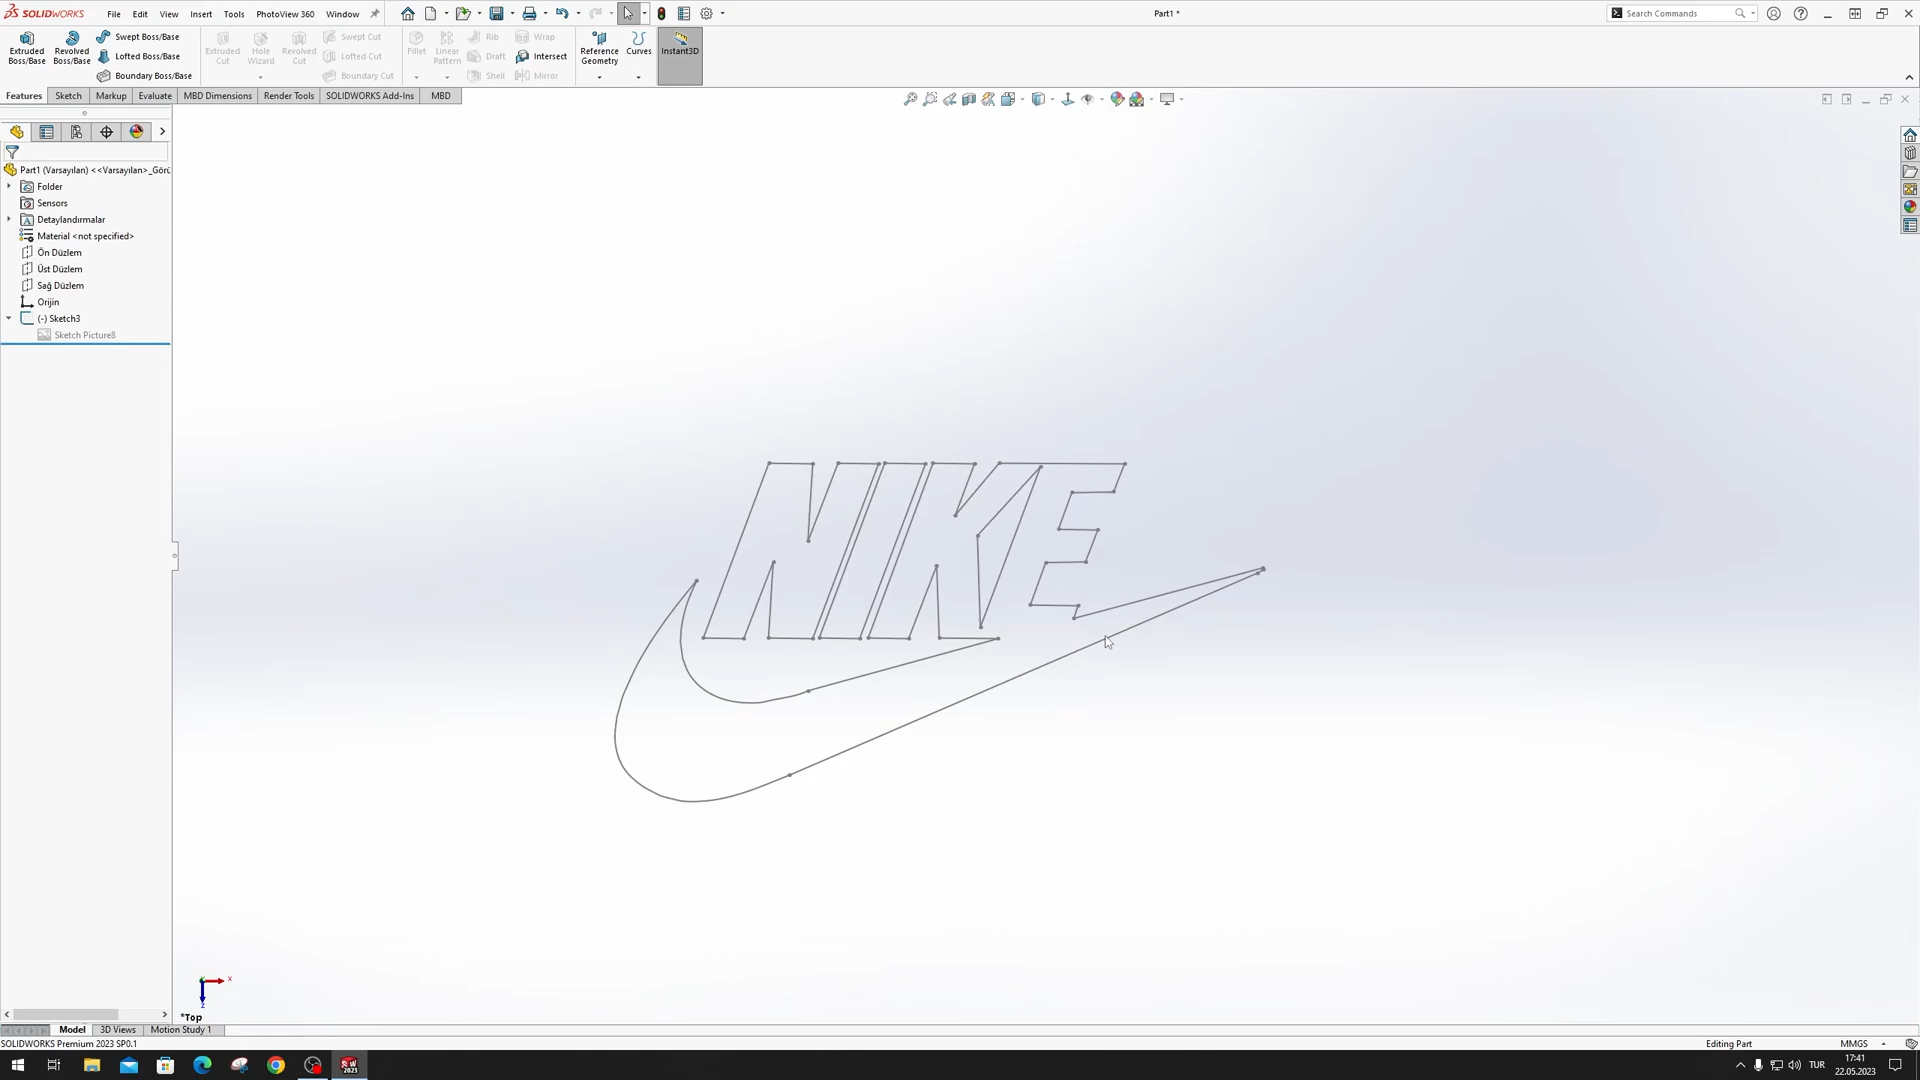 SOLIDWORKS File Edit View Insert Tools PhotoView 360 Window Part1 * Search Commands
Extruded Boss/Base
Revolved Boss/Base
Swept Boss/Base
Lofted Boss/Base
Boundary Boss/Base
Extruded Cut
Hole Wizard
Revolved Cut
Swept Cut
Lofted Cut
Boundary Cut
Fillet
Linear Pattern
Rib
Draft
Shell
Wrap
Intersect
Mirror
Reference Geometry
Curves
Instant3D
Features Sketch Markup Evaluate MBD Dimensions Render Tools SOLIDWORKS Add-Ins MBD
Part1 (Varsayılan) <<Varsayılan>_Görü
Folder
Sensors
Detaylandırmalar
Material <not specified>
Ön Düzlem
Üst Düzlem
Sağ Düzlem
Orijin
(-) Sketch3
Sketch Picture8
NIKE
*Top
Model 3D Views Motion Study 1
SOLIDWORKS Premium 2023 SP0.1 Editing Part MMGS
TUR
17:41
22.05.2023